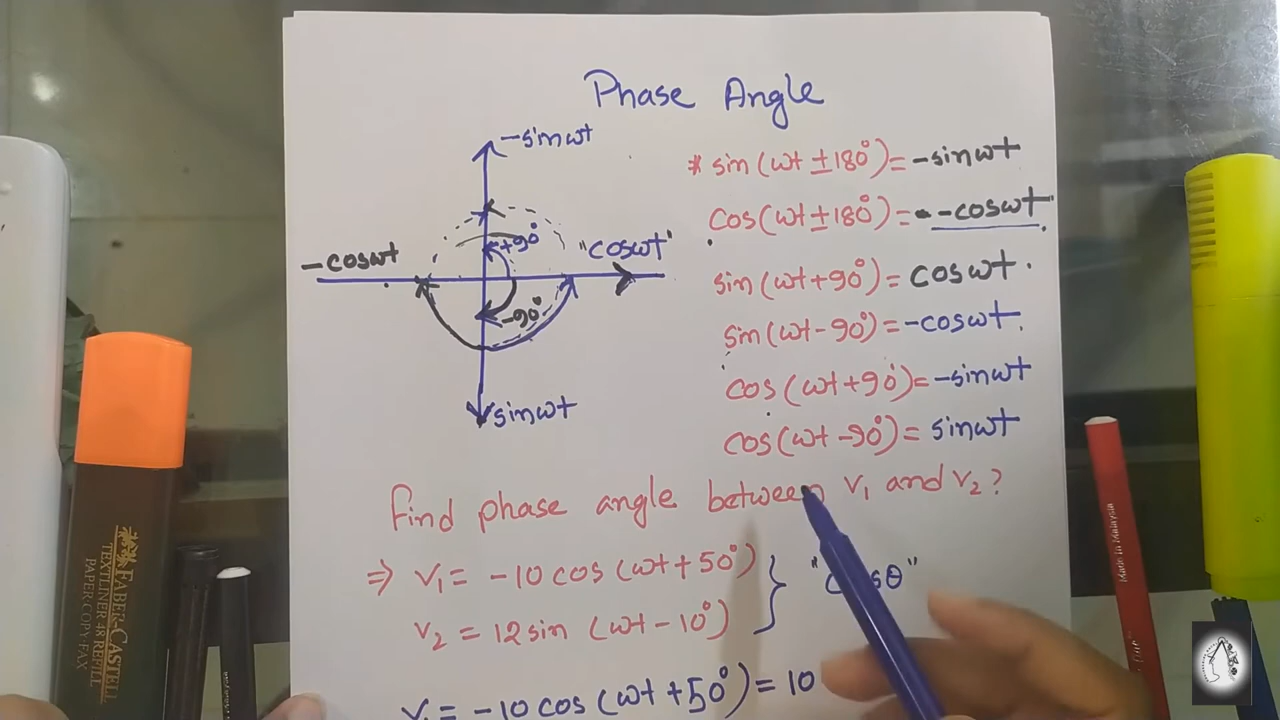 Phase Angle
-sinωt
* sin(ωt ±180°)= -sinωt
cos(ωt±180°)= -cosωt
-cosωt
+90°
"cosωt"
sin(ωt+90°)= cosωt.
-90°
sin(ωt-90°)=-cosωt.
cos(ωt+90°)=-sinωt
sinωt
cos(ωt-90°)= sinωt
find phase angle between v₁ and v₂?
⇒ v₁= -10 cos (ωt+50°)
v₂ = 12 sin (ωt-10°)
v₁= -10 cos (ωt +50°)= 10
FABER-CASTELL
TEXTLINER 48 REFILL
PAPER·COPY FAX
Made in Malaysia